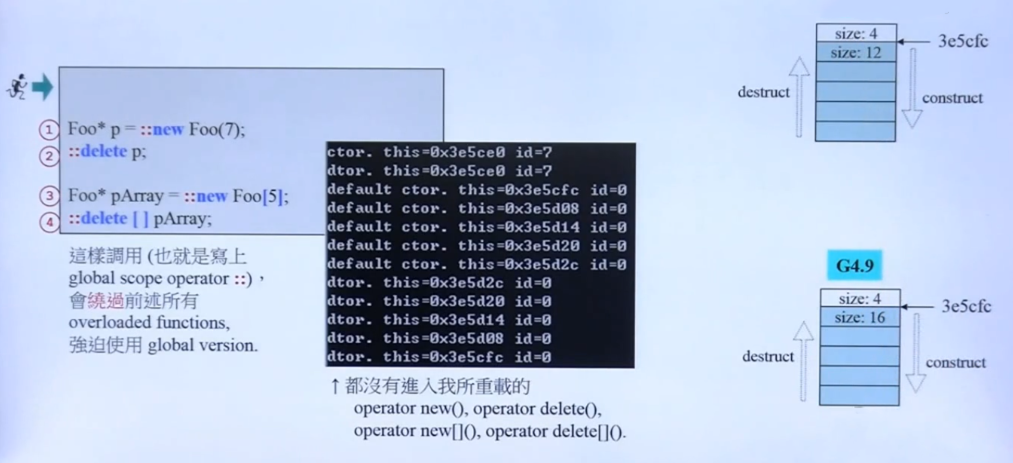 ① Foo* p = ::new Foo(7);
② ::delete p;
③ Foo* pArray = ::new Foo[5];
④ ::delete [ ] pArray;
這樣調用 (也就是寫上
global scope operator ::)，
會繞過前述所有
overloaded functions,
強迫使用 global version.
ctor. this=0x3e5ce0 id=7
dtor. this=0x3e5ce0 id=7
default ctor. this=0x3e5cfc id=0
default ctor. this=0x3e5d08 id=0
default ctor. this=0x3e5d14 id=0
default ctor. this=0x3e5d20 id=0
default ctor. this=0x3e5d2c id=0
dtor. this=0x3e5d2c id=0
dtor. this=0x3e5d20 id=0
dtor. this=0x3e5d14 id=0
dtor. this=0x3e5d08 id=0
dtor. this=0x3e5cfc id=0
↑都沒有進入我所重載的
operator new(), operator delete(),
operator new[](), operator delete[]().
size: 4
3e5cfc
size: 12
destruct
construct
G4.9
size: 4
3e5cfc
size: 16
destruct
construct